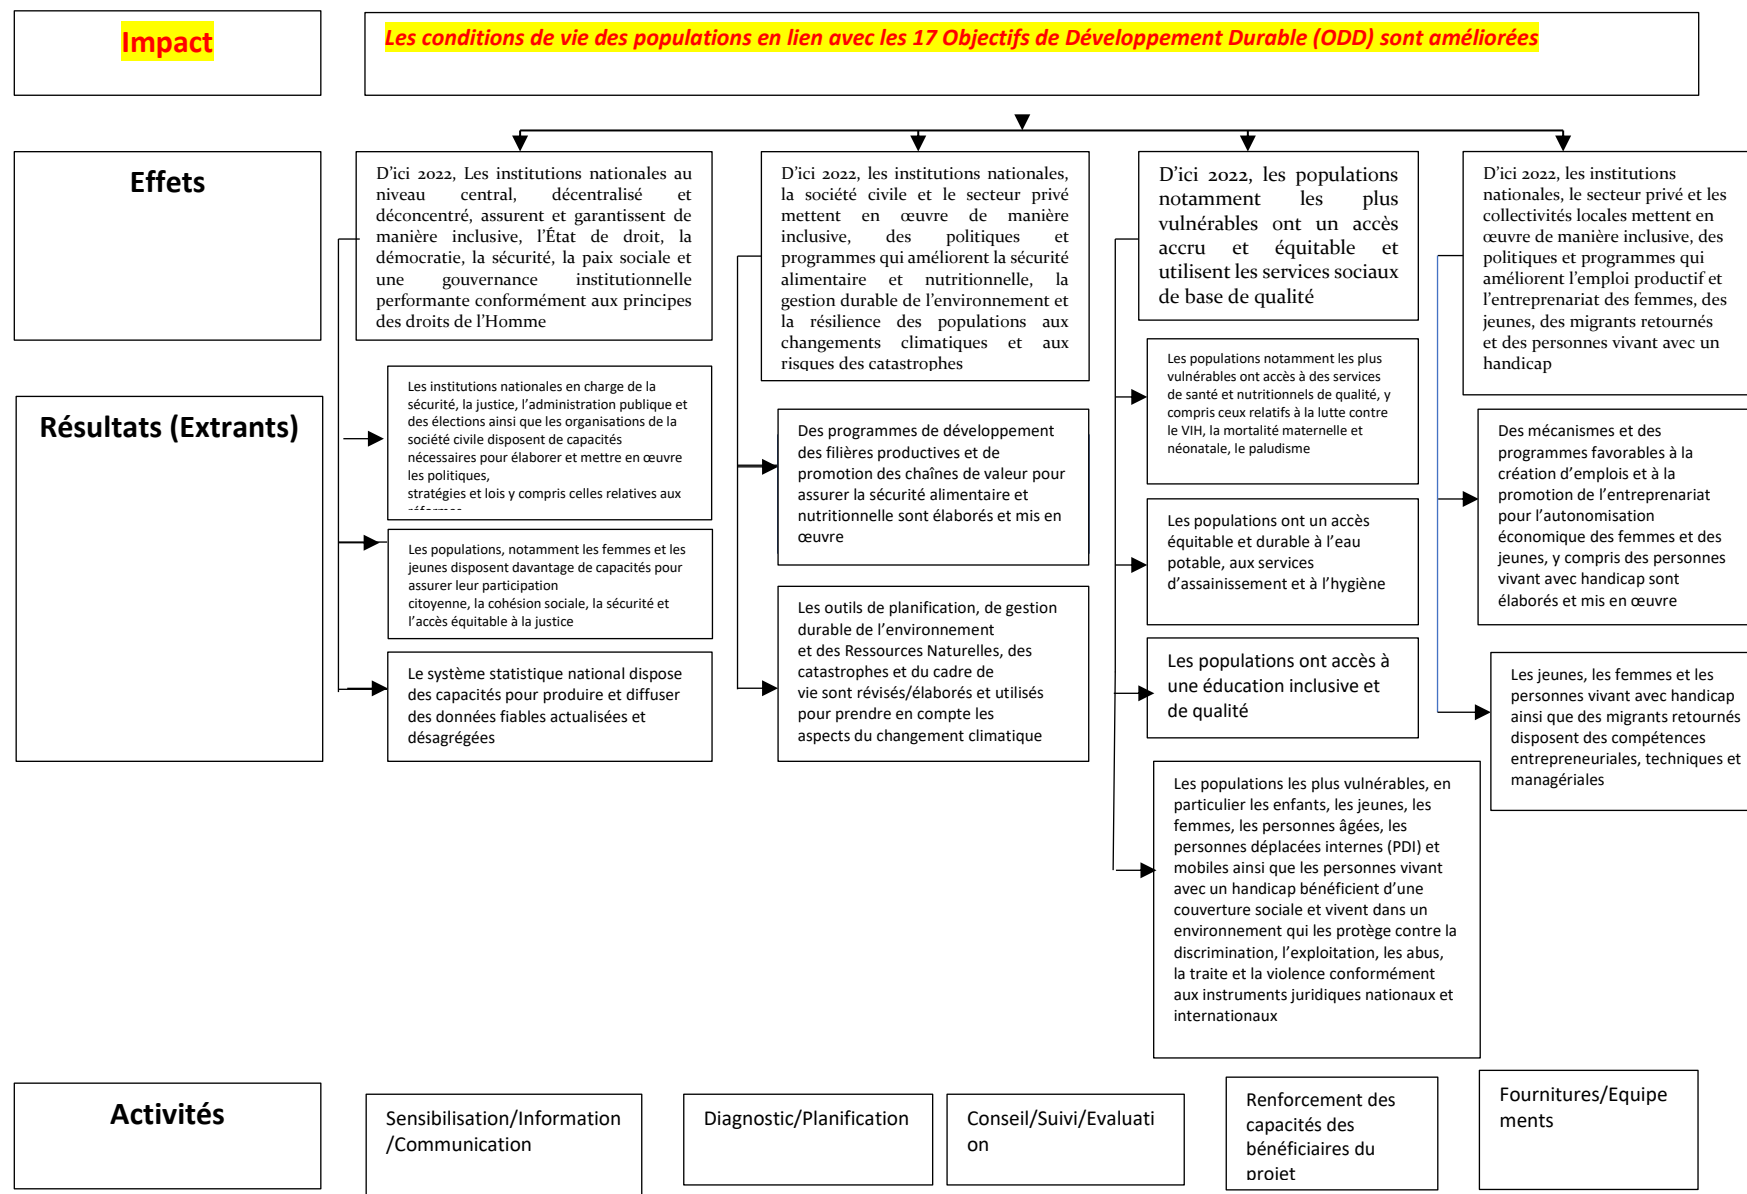 Impact
Les conditions de vie des populations en lien avec les 17 Objectifs de Développement Durable (ODD) sont améliorées
Effets
D'ici 2022, Les institutions nationales au
niveau central, décentralisé et
déconcentré, assurent et garantissent de
manière inclusive, l'État de droit, la
démocratie, la sécurité, la paix sociale et
une gouvernance institutionnelle
performante conformément aux principes
des droits de l'Homme
D'ici 2022, les institutions nationales,
la société civile et le secteur privé
mettent en œuvre de manière
inclusive, des politiques et
programmes qui améliorent la sécurité
alimentaire et nutritionnelle, la
gestion durable de l'environnement et
la résilience des populations aux
changements climatiques et aux
risques des catastrophes
D'ici 2022, les populations
notamment les plus
vulnérables ont un accès
accru et équitable et
utilisent les services sociaux
de base de qualité
D'ici 2022, les institutions
nationales, le secteur privé et les
collectivités locales mettent en
œuvre de manière inclusive, des
politiques et programmes qui
améliorent l'emploi productif et
l'entreprenariat des femmes, des
jeunes, des migrants retournés
et des personnes vivant avec un
handicap
Résultats (Extrants)
Les institutions nationales en charge de la
sécurité, la justice, l'administration publique et
des élections ainsi que les organisations de la
société civile disposent de capacités
nécessaires pour élaborer et mettre en œuvre
les politiques,
stratégies et lois y compris celles relatives aux
réformes
Les populations, notamment les femmes et les
jeunes disposent davantage de capacités pour
assurer leur participation
citoyenne, la cohésion sociale, la sécurité et
l'accès équitable à la justice
Le système statistique national dispose
des capacités pour produire et diffuser
des données fiables actualisées et
désagrégées
Des programmes de développement
des filières productives et de
promotion des chaînes de valeur pour
assurer la sécurité alimentaire et
nutritionnelle sont élaborés et mis en
œuvre
Les outils de planification, de gestion
durable de l'environnement
et des Ressources Naturelles, des
catastrophes et du cadre de
vie sont révisés/élaborés et utilisés
pour prendre en compte les
aspects du changement climatique
Les populations notamment les plus
vulnérables ont accès à des services
de santé et nutritionnels de qualité, y
compris ceux relatifs à la lutte contre
le VIH, la mortalité maternelle et
néonatale, le paludisme
Les populations ont un accès
équitable et durable à l'eau
potable, aux services
d'assainissement et à l'hygiène
Les populations ont accès à
une éducation inclusive et
de qualité
Les populations les plus vulnérables, en
particulier les enfants, les jeunes, les
femmes, les personnes âgées, les
personnes déplacées internes (PDI) et
mobiles ainsi que les personnes vivant
avec un handicap bénéficient d'une
couverture sociale et vivent dans un
environnement qui les protège contre la
discrimination, l'exploitation, les abus,
la traite et la violence conformément
aux instruments juridiques nationaux et
internationaux
Des mécanismes et des
programmes favorables à la
création d'emplois et à la
promotion de l'entreprenariat
pour l'autonomisation
économique des femmes et des
jeunes, y compris des personnes
vivant avec handicap sont
élaborés et mis en œuvre
Les jeunes, les femmes et les
personnes vivant avec handicap
ainsi que des migrants retournés
disposent des compétences
entrepreneuriales, techniques et
managériales
Activités
Sensibilisation/Information
/Communication
Diagnostic/Planification
Conseil/Suivi/Evaluati
on
Renforcement des
capacités des
bénéficiaires du
projet
Fournitures/Equipe
ments